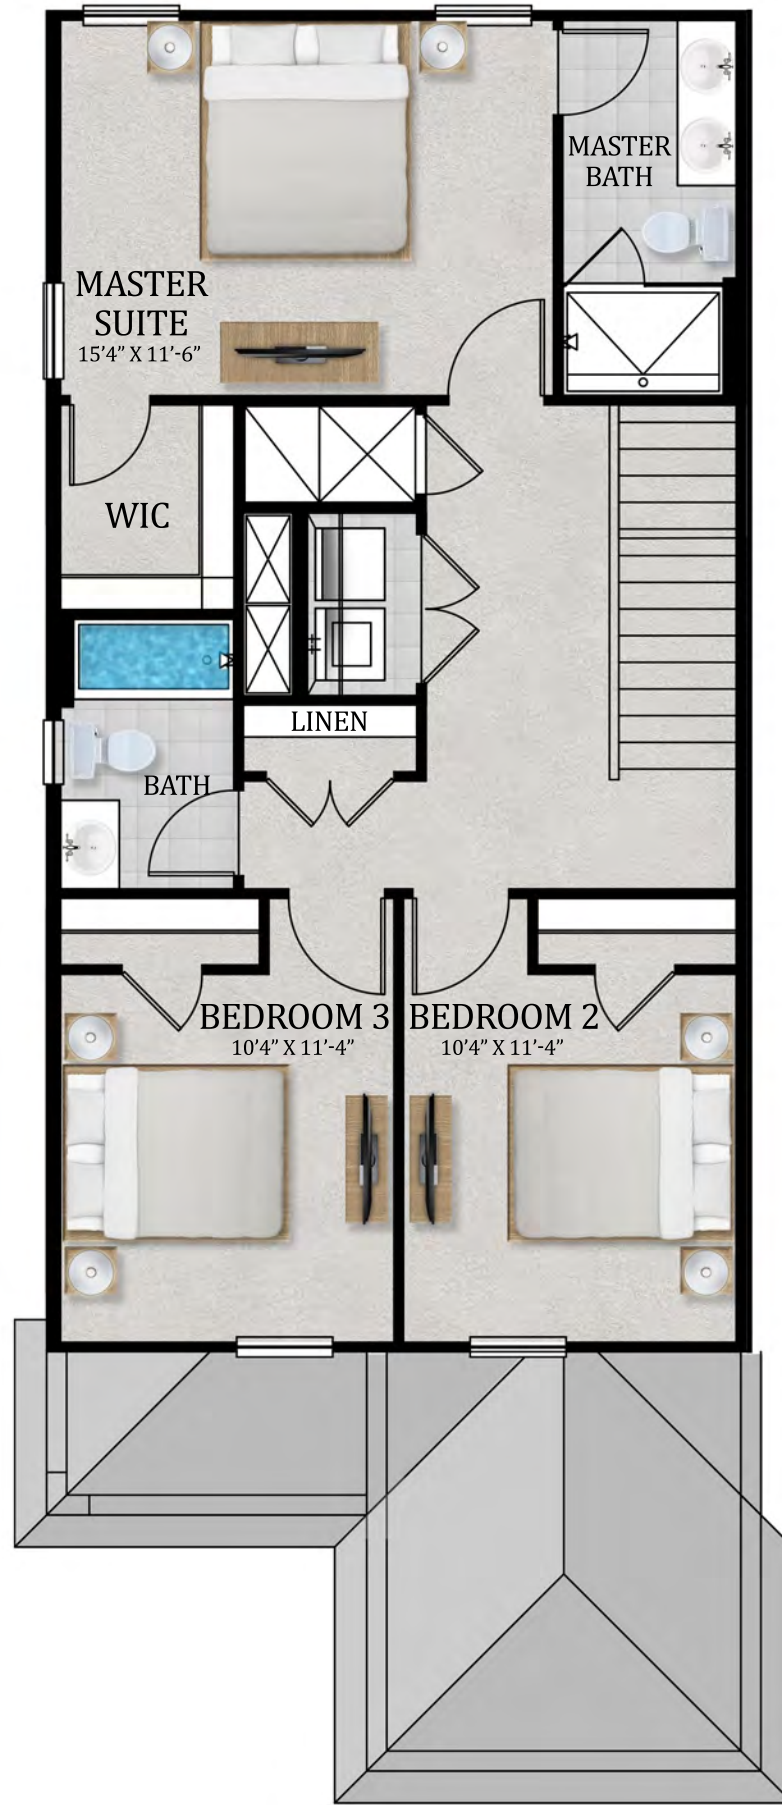 MASTER
BATH
MASTER
SUITE
15’4” X 11’-6”
WIC
LINEN
BATH
BEDROOM 3
10’4” X 11’-4”
BEDROOM 2
10’4” X 11’-4”